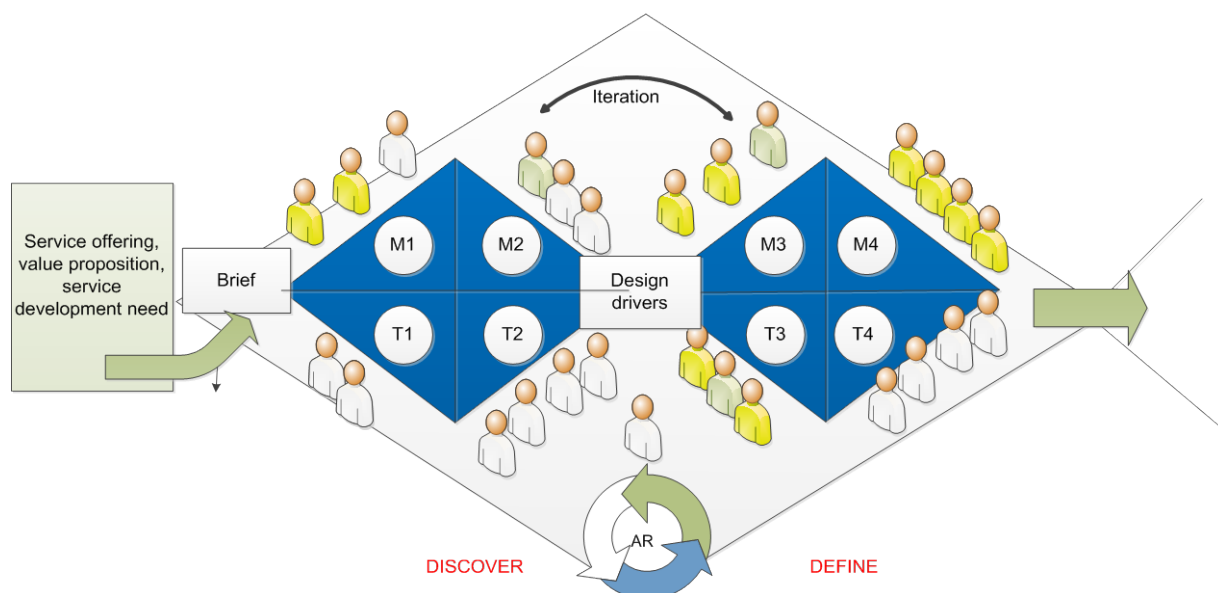 Iteration
Service offering,
value proposition,
service
development need
Brief
M1
M2
Design
drivers
M3
M4
T1
T2
T3
T4
AR
DISCOVER
DEFINE